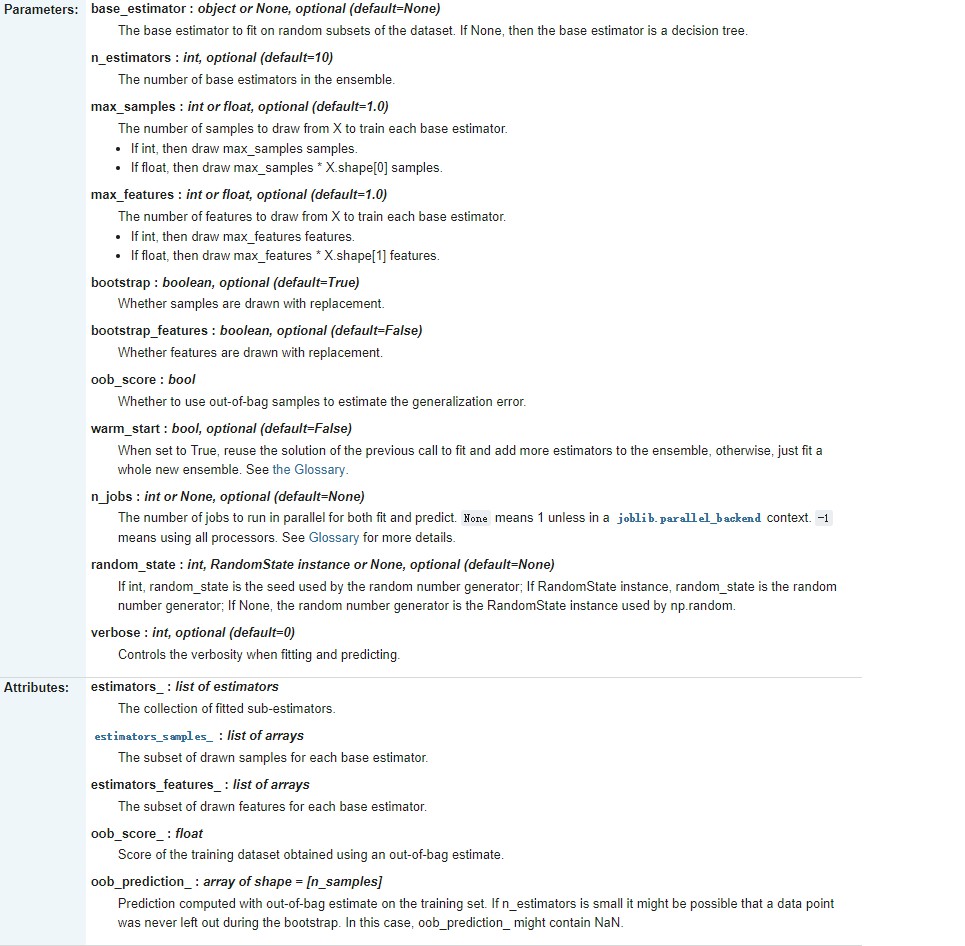 Parameters: base_estimator : object or None, optional (default=None)
The base estimator to fit on random subsets of the dataset. If None, then the base estimator is a decision tree.
n_estimators : int, optional (default=10)
The number of base estimators in the ensemble.
max_samples : int or float, optional (default=1.0)
The number of samples to draw from X to train each base estimator.
• If int, then draw max_samples samples.
• If float, then draw max_samples * X.shape[0] samples.
max_features : int or float, optional (default=1.0)
The number of features to draw from X to train each base estimator.
• If int, then draw max_features features.
• If float, then draw max_features * X.shape[1] features.
bootstrap : boolean, optional (default=True)
Whether samples are drawn with replacement.
bootstrap_features : boolean, optional (default=False)
Whether features are drawn with replacement.
oob_score : bool
Whether to use out-of-bag samples to estimate the generalization error.
warm_start : bool, optional (default=False)
When set to True, reuse the solution of the previous call to fit and add more estimators to the ensemble, otherwise, just fit a
whole new ensemble. See the Glossary.
n_jobs : int or None, optional (default=None)
The number of jobs to run in parallel for both fit and predict. None means 1 unless in a joblib.parallel_backend context. -1
means using all processors. See Glossary for more details.
random_state : int, RandomState instance or None, optional (default=None)
If int, random_state is the seed used by the random number generator; If RandomState instance, random_state is the random
number generator; If None, the random number generator is the RandomState instance used by np.random.
verbose : int, optional (default=0)
Controls the verbosity when fitting and predicting.
Attributes: estimators_ : list of estimators
The collection of fitted sub-estimators.
estimators_samples_ : list of arrays
The subset of drawn samples for each base estimator.
estimators_features_ : list of arrays
The subset of drawn features for each base estimator.
oob_score_ : float
Score of the training dataset obtained using an out-of-bag estimate.
oob_prediction_ : array of shape = [n_samples]
Prediction computed with out-of-bag estimate on the training set. If n_estimators is small it might be possible that a data point
was never left out during the bootstrap. In this case, oob_prediction_ might contain NaN.